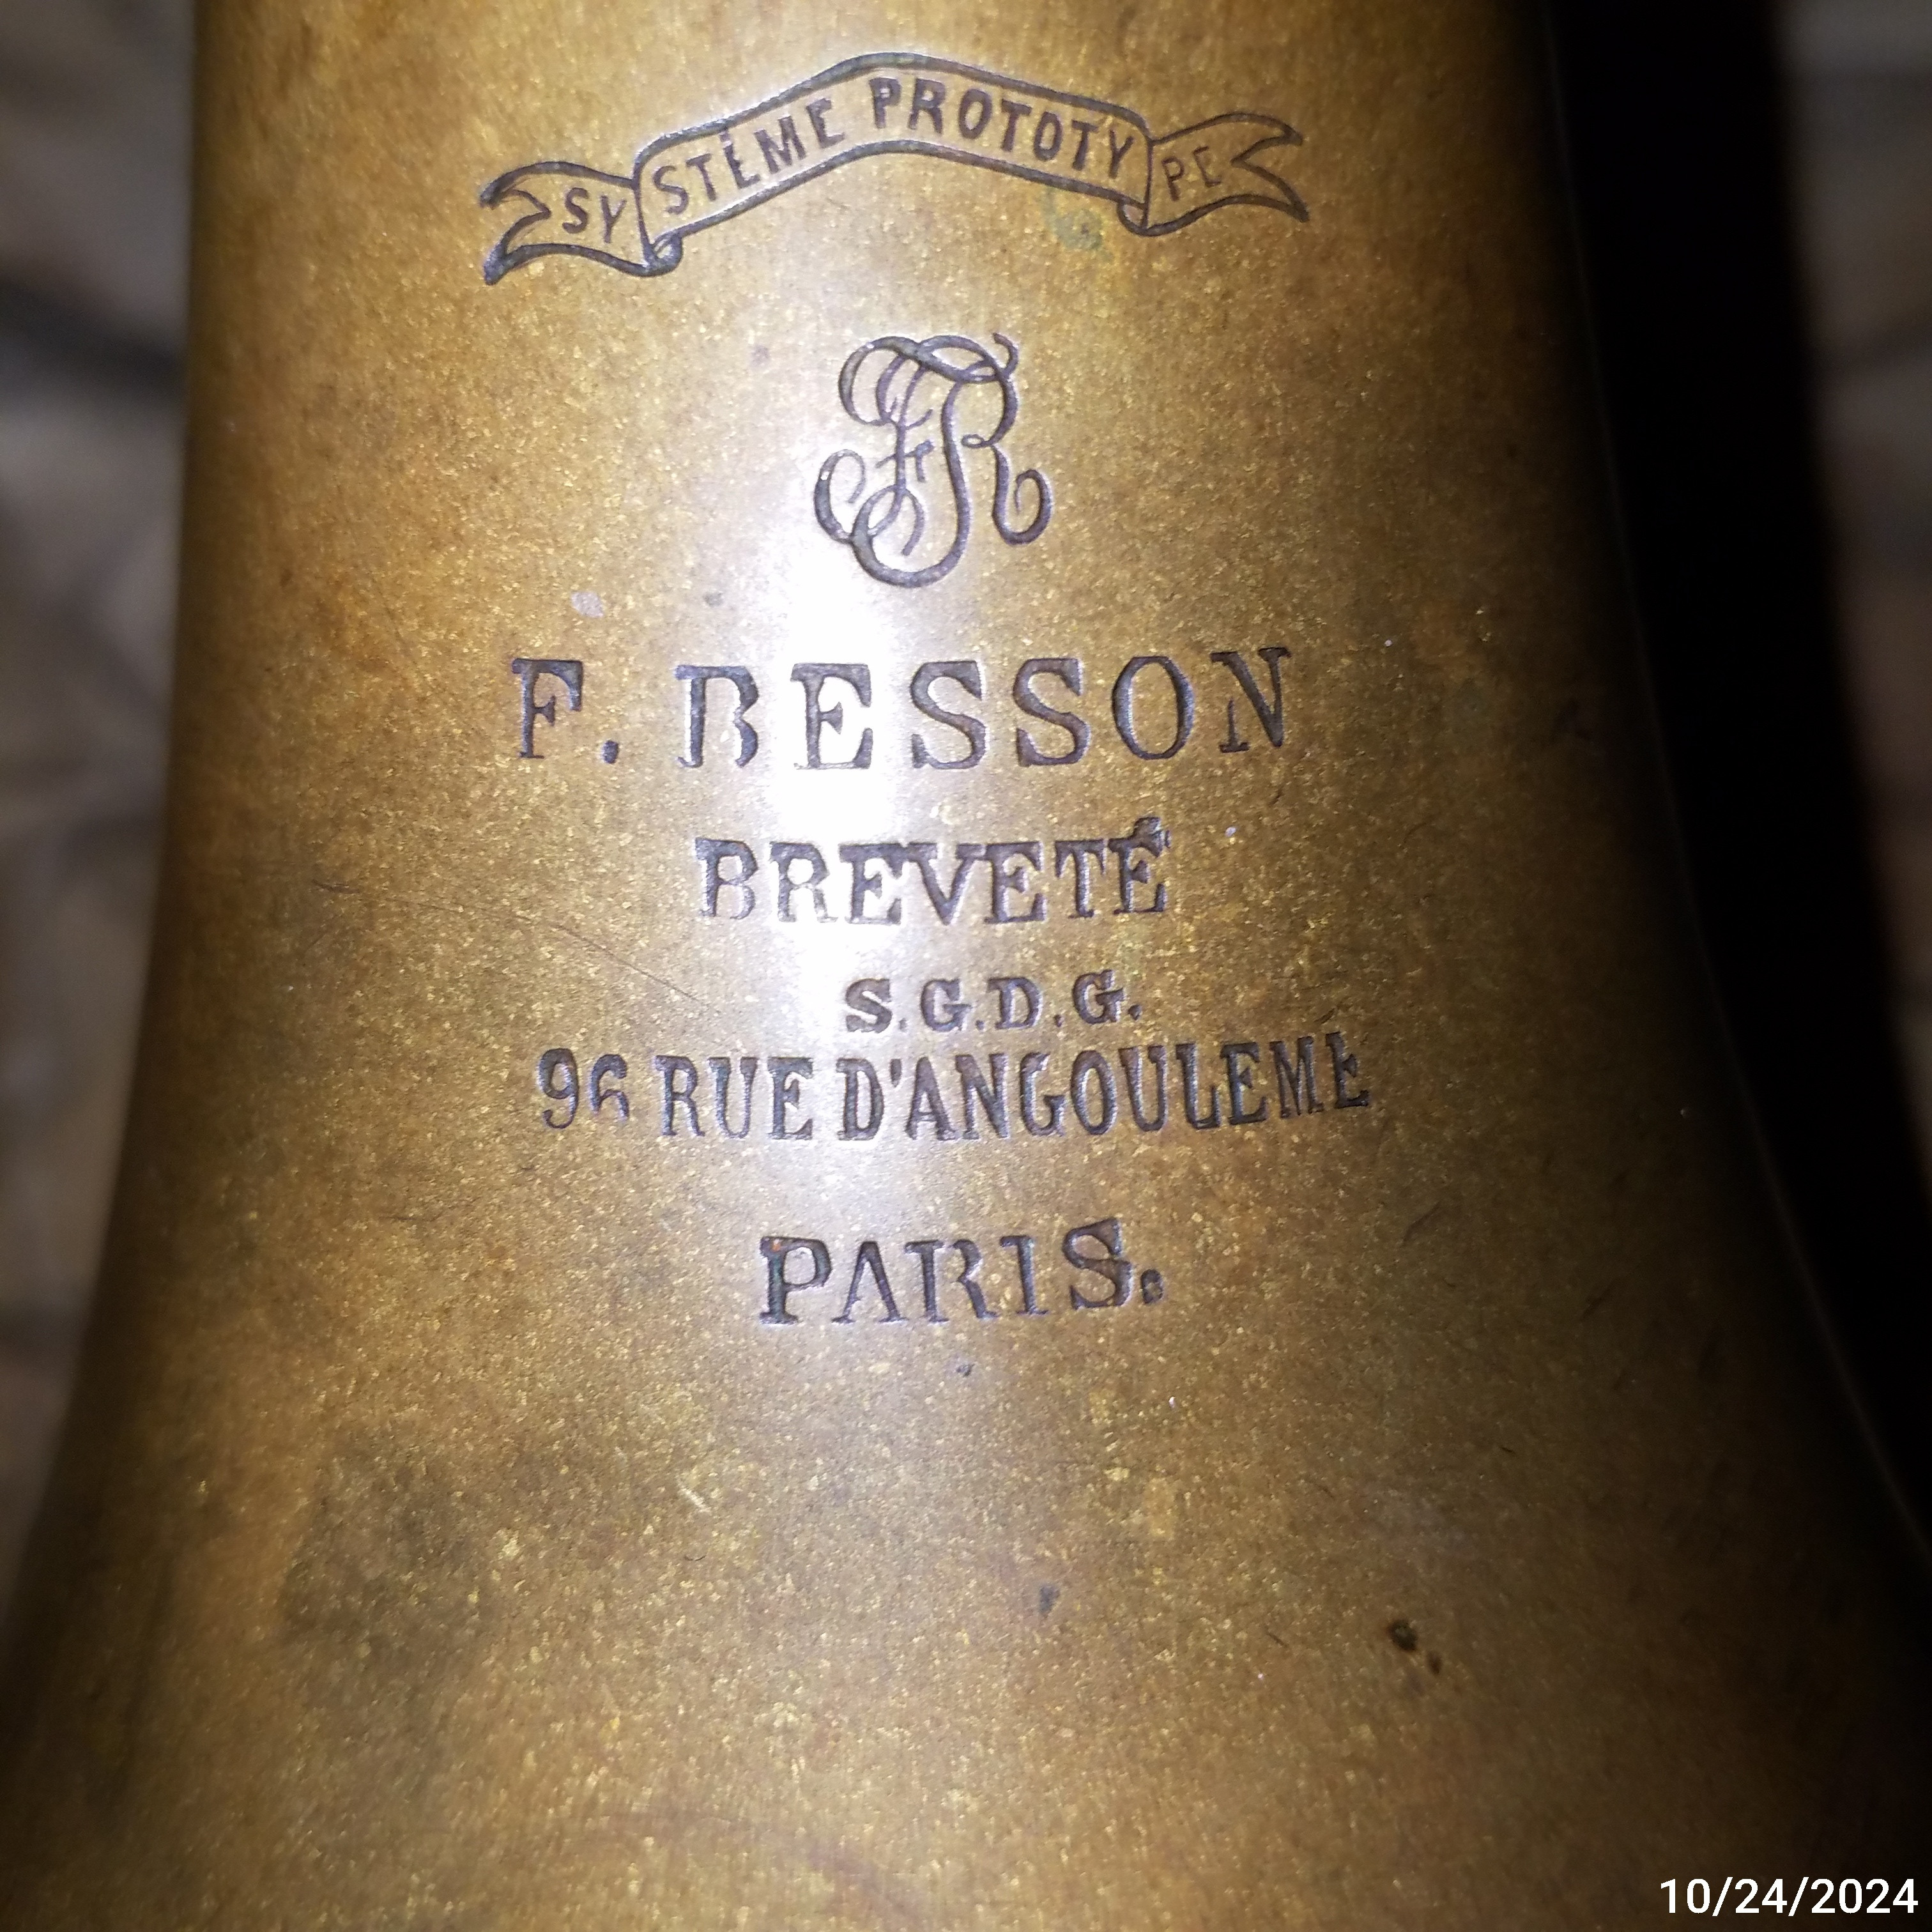 SYSTÈME PROTOTYPE
F. BESSON
BREVETÉ
S.G.D.G.
96 RUE D'ANGOULEME
PARIS.
10/24/2024